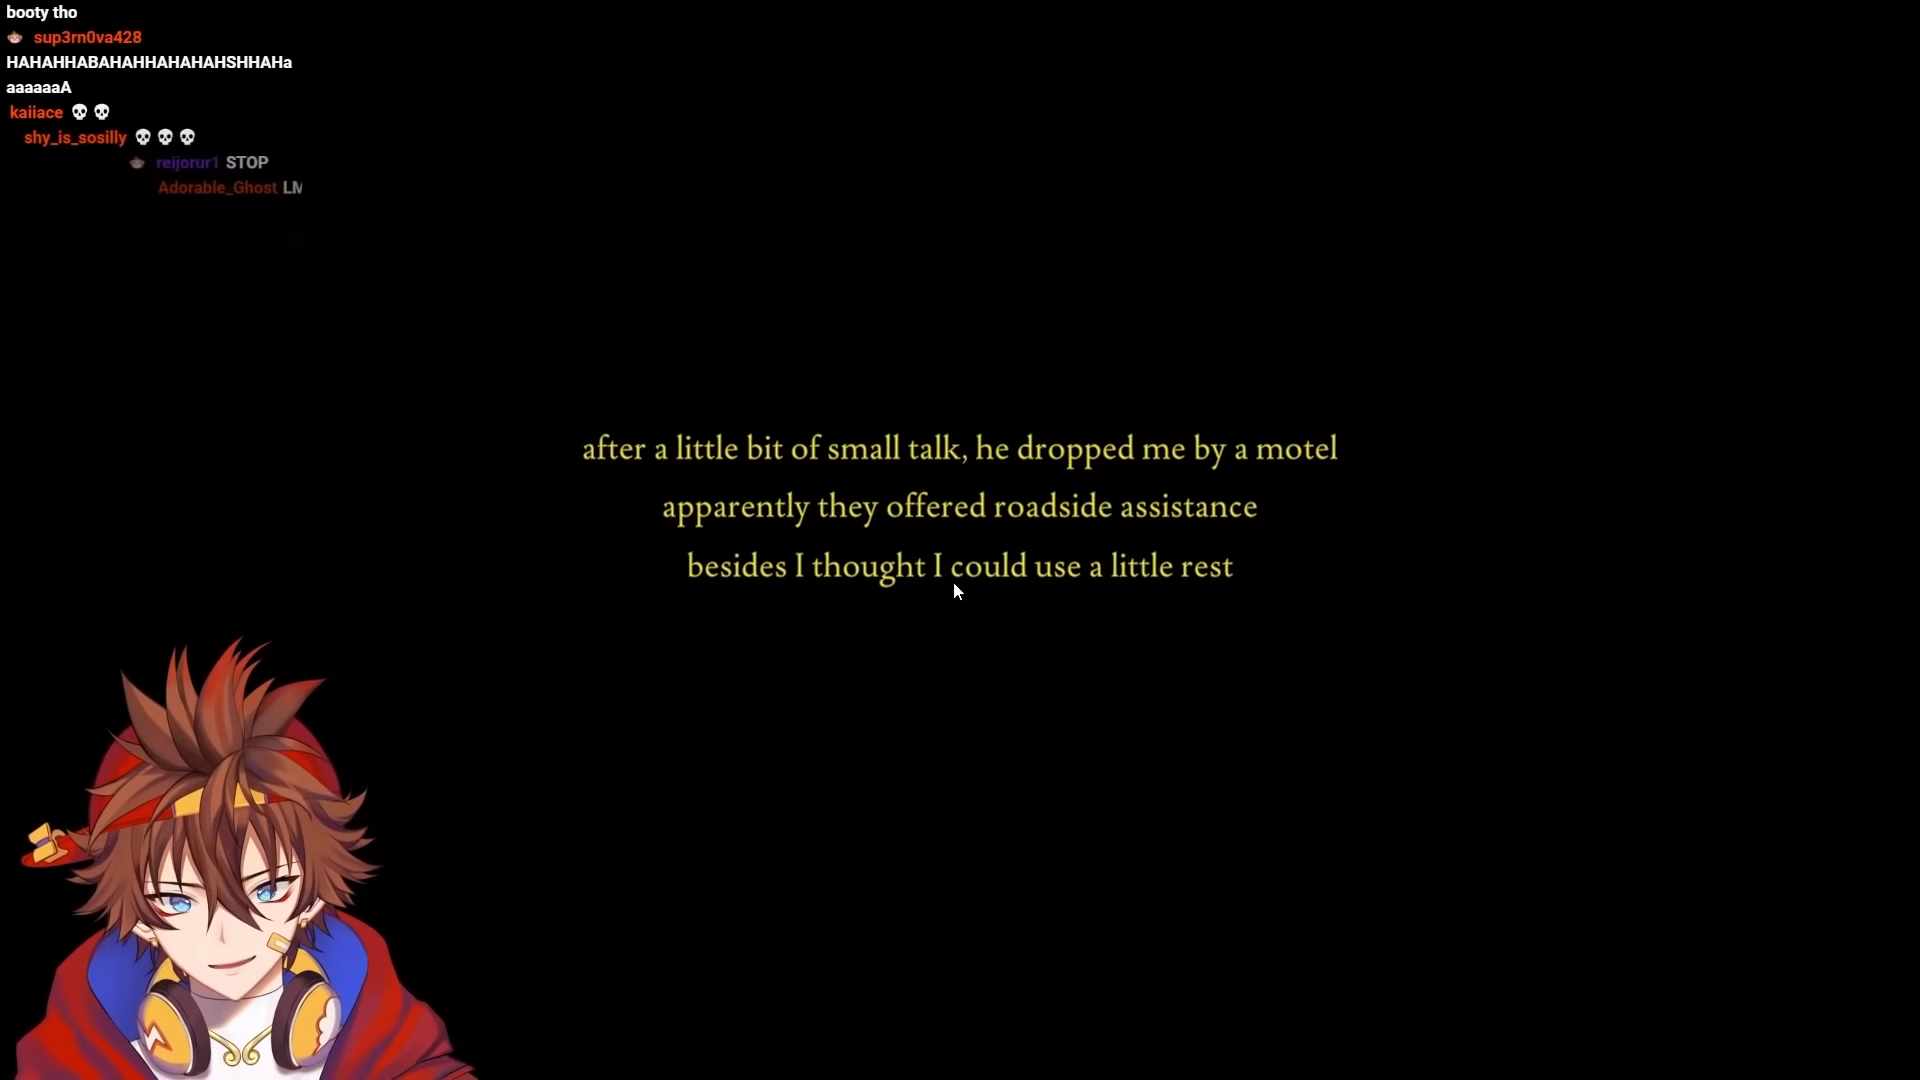 booty tho
sup3rn0va428
HAHAHHABAHAHHAHAHAHSHHAHa
aaaaaaA
kaiiace 💀 💀
shy_is_sosilly 💀 💀 💀
reijorur1 STOP
Adorable_Ghost LM
after a little bit of small talk, he dropped me by a motel
apparently they offered roadside assistance
besides I thought I could use a little rest